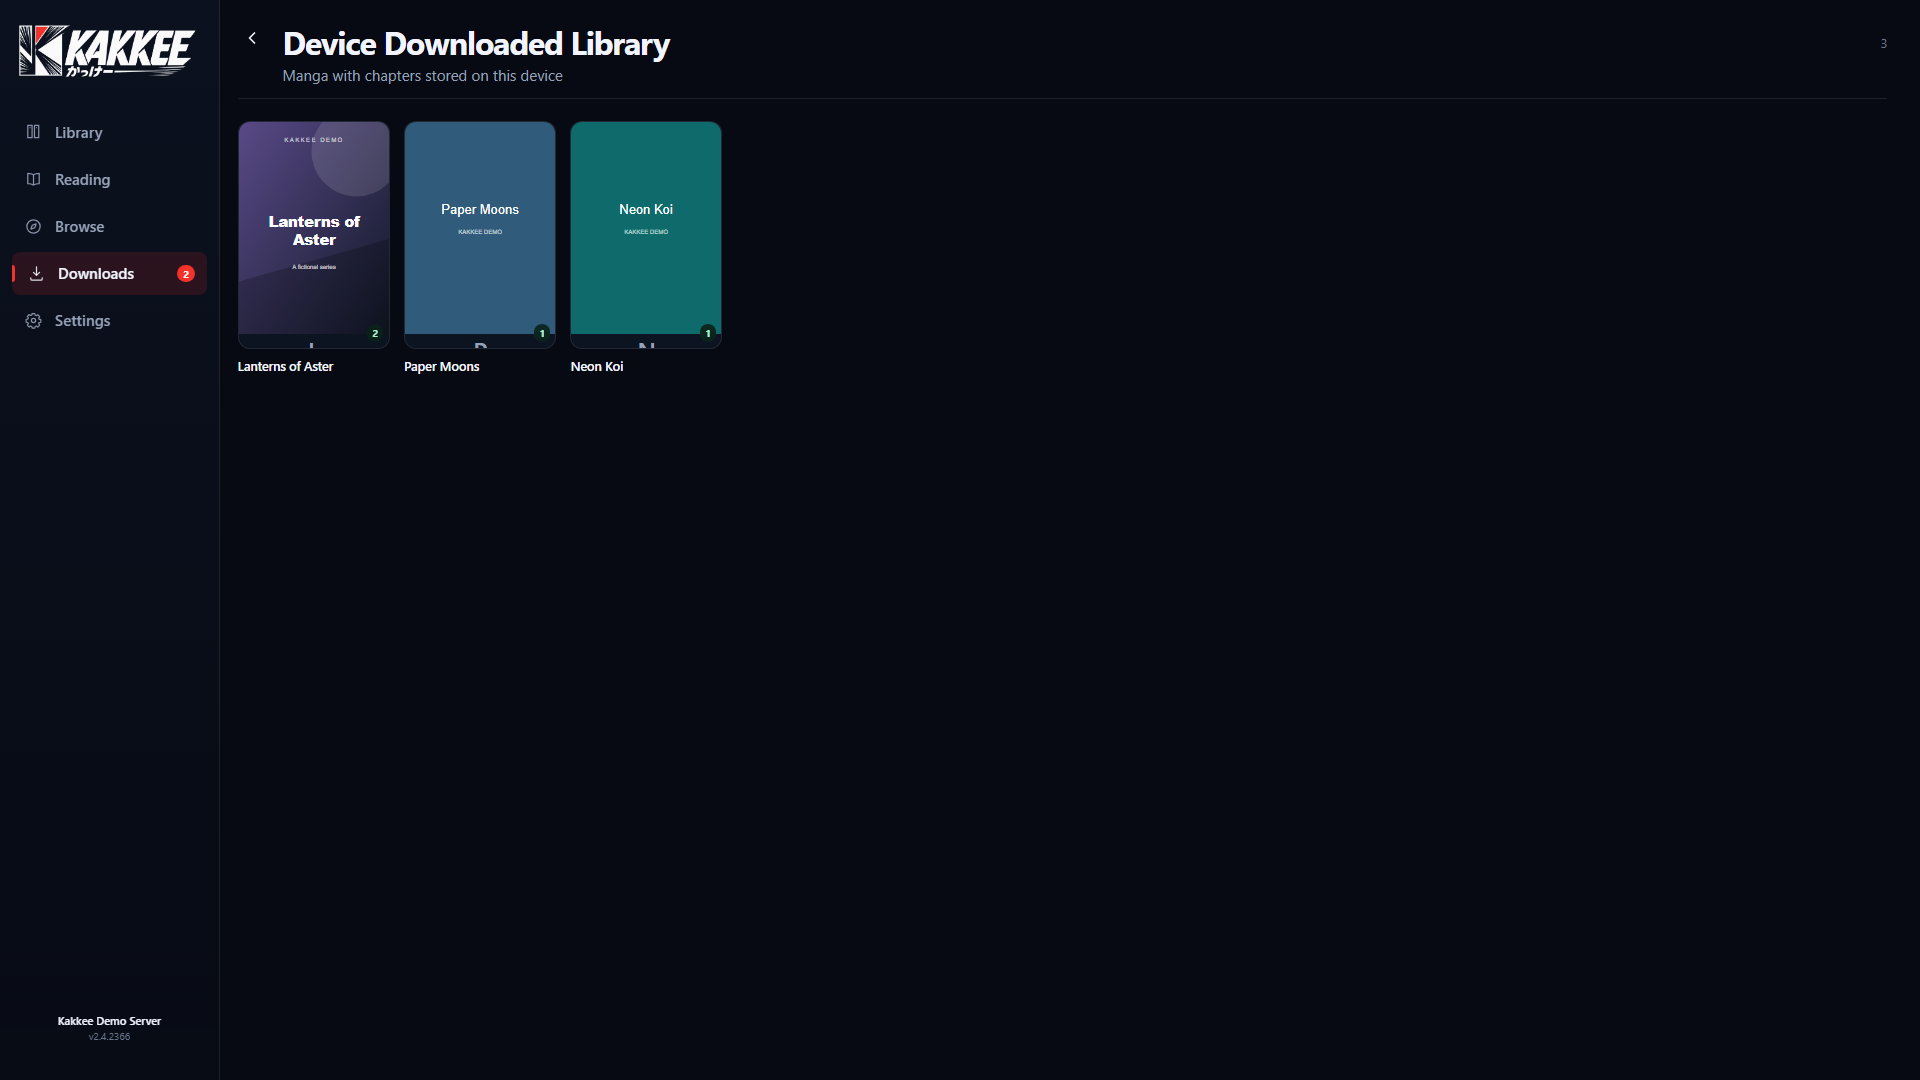 KAKKEE
かっけー
Library
Reading
Browse
Downloads
2
Settings
Kakkee Demo Server
v2.4.2366
Device Downloaded Library
3
Manga with chapters stored on this device
KAKKEE DEMO
Lanterns of
Aster
A fictional series
2
Lanterns of Aster
Paper Moons
KAKKEE DEMO
1
Paper Moons
Neon Koi
KAKKEE DEMO
1
Neon Koi